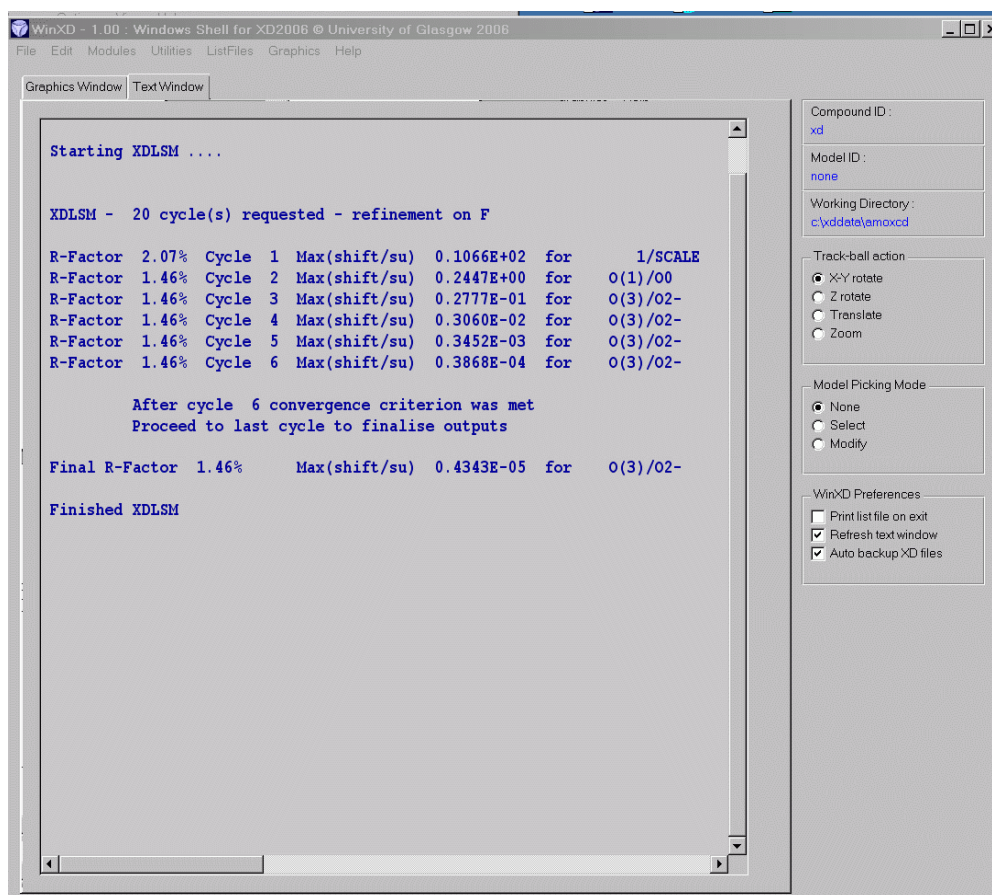 WinXD - 1.00 : Windows Shell for XD2006 © University of Glasgow 2006
File Edit Modules Utilities ListFiles Graphics Help
Graphics Window Text Window
Starting XDLSM ....
XDLSM - 20 cycle(s) requested - refinement on F
R-Factor 2.07% Cycle 1 Max(shift/su) 0.1066E+02 for 1/SCALE
R-Factor 1.46% Cycle 2 Max(shift/su) 0.2447E+00 for O(1)/O0
R-Factor 1.46% Cycle 3 Max(shift/su) 0.2777E-01 for O(3)/O2-
R-Factor 1.46% Cycle 4 Max(shift/su) 0.3060E-02 for O(3)/O2-
R-Factor 1.46% Cycle 5 Max(shift/su) 0.3452E-03 for O(3)/O2-
R-Factor 1.46% Cycle 6 Max(shift/su) 0.3868E-04 for O(3)/O2-
After cycle 6 convergence criterion was met
Proceed to last cycle to finalise outputs
Final R-Factor 1.46% Max(shift/su) 0.4343E-05 for O(3)/O2-
Finished XDLSM
Compound ID :
xd
Model ID :
none
Working Directory :
c:\xddata\amoxcd
Track-ball action
X-Y rotate
Z rotate
Translate
Zoom
Model Picking Mode
None
Select
Modify
WinXD Preferences
Print list file on exit
Refresh text window
Auto backup XD files